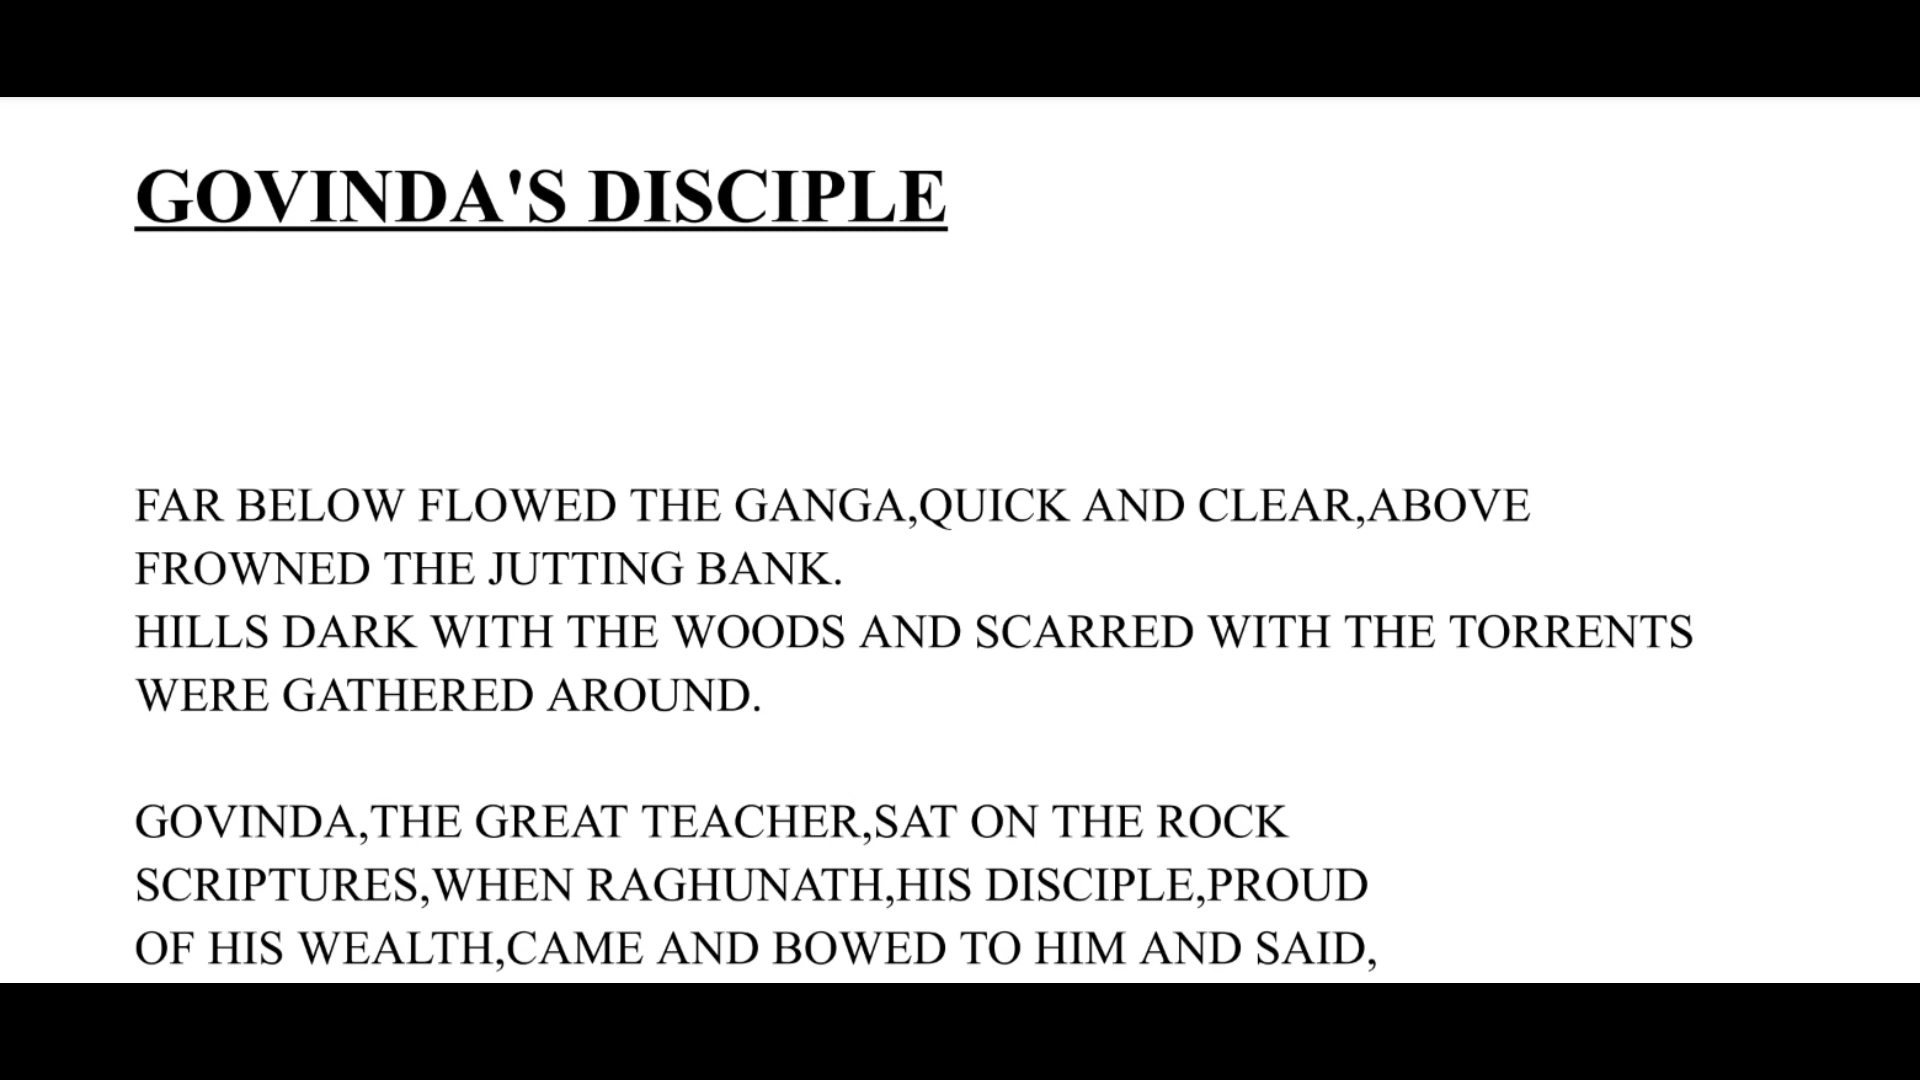 GOVINDA'S DISCIPLE
FAR BELOW FLOWED THE GANGA,QUICK AND CLEAR,ABOVE
FROWNED THE JUTTING BANK.
HILLS DARK WITH THE WOODS AND SCARRED WITH THE TORRENTS
WERE GATHERED AROUND.
GOVINDA,THE GREAT TEACHER,SAT ON THE ROCK
SCRIPTURES,WHEN RAGHUNATH,HIS DISCIPLE,PROUD
OF HIS WEALTH,CAME AND BOWED TO HIM AND SAID,